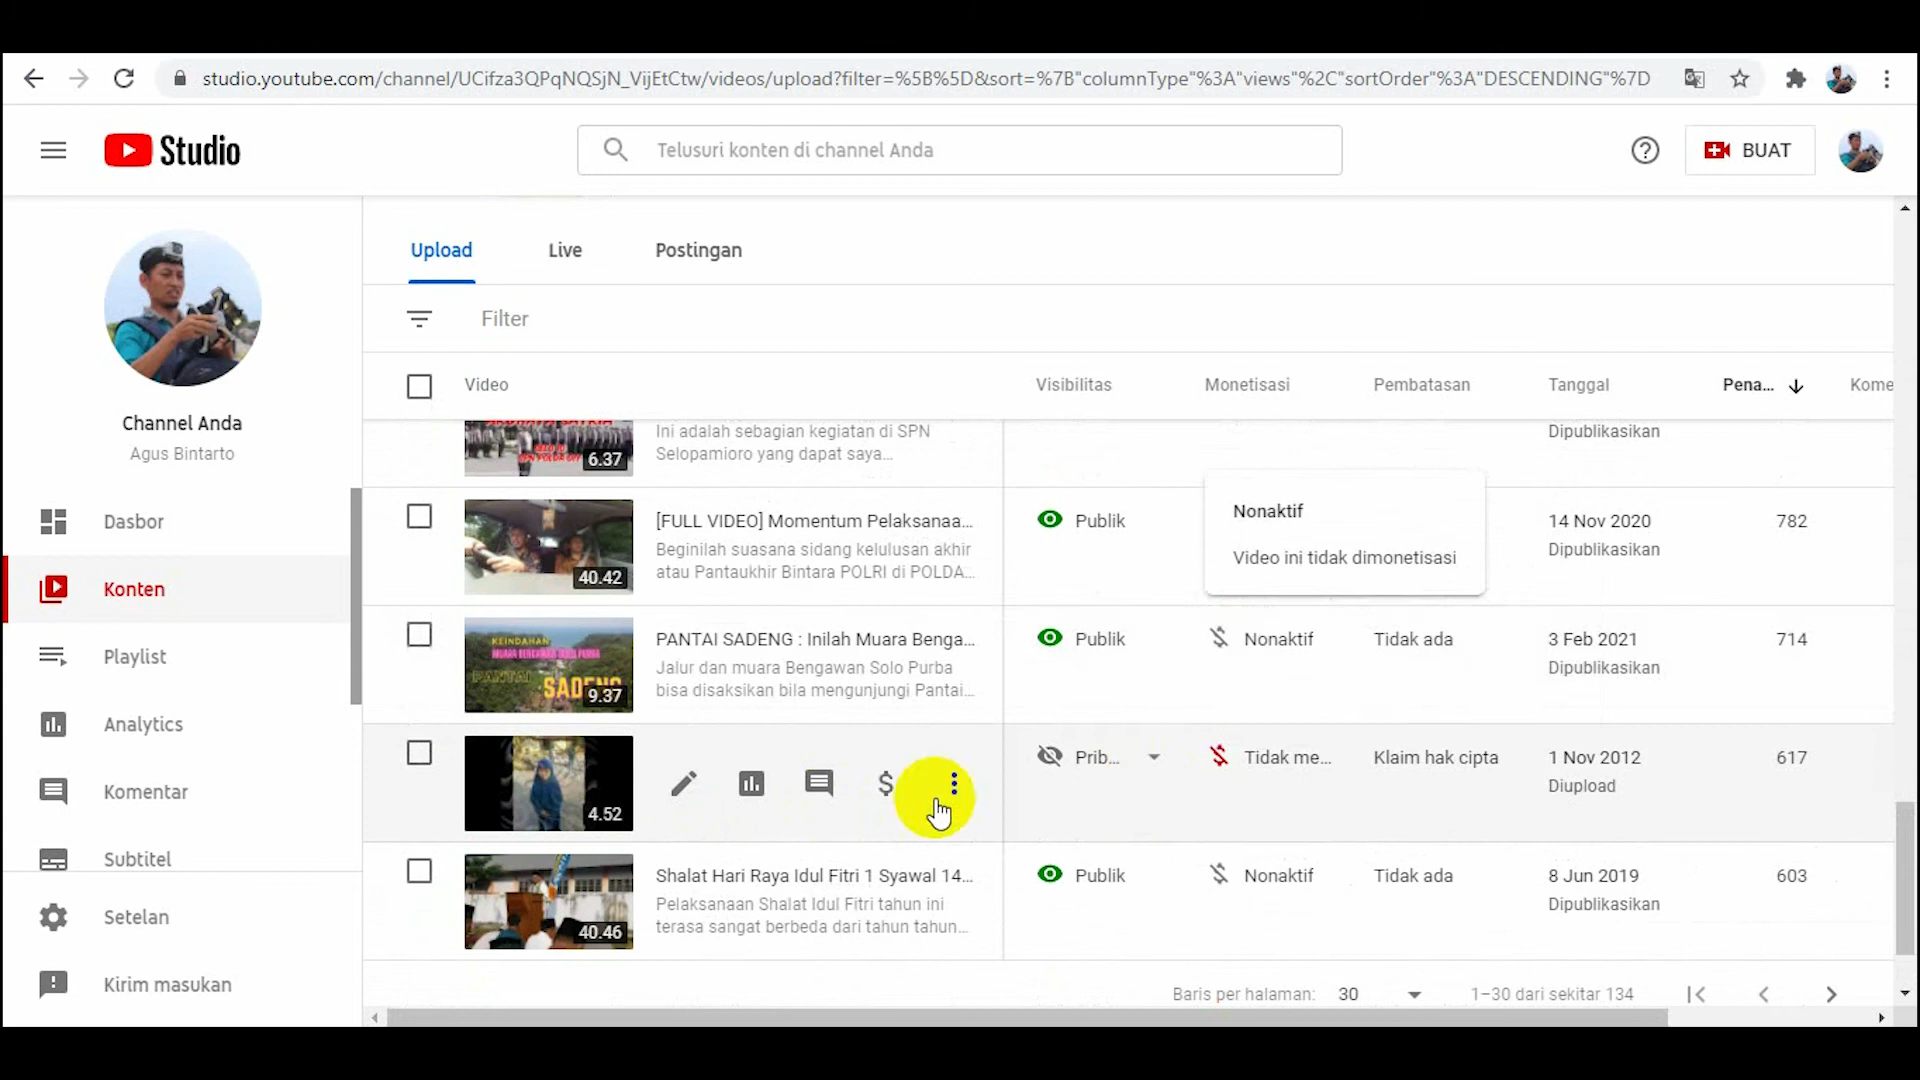 studio.youtube.com/channel/UCifza3QPqNQSjN_VijEtCtw/videos/upload?filter=%5B%5D&sort=%7B"columnType"%3A"views"%2C"sortOrder"%3A"DESCENDING"%7D
Studio
Telusuri konten di channel Anda
BUAT
Channel Anda
Agus Bintarto
Dasbor
Konten
Playlist
Analytics
Komentar
Subtitel
Setelan
Kirim masukan
Upload Live Postingan
Filter
Video Visibilitas Monetisasi Pembatasan Tanggal Pena... Kome
6.37
Ini adalah sebagian kegiatan di SPN
Selopamioro yang dapat saya...
Dipublikasikan
40.42
[FULL VIDEO] Momentum Pelaksanaa...
Beginilah suasana sidang kelulusan akhir
atau Pantaukhir Bintara POLRI di POLDA...
Publik
Nonaktif
Video ini tidak dimonetisasi
14 Nov 2020
Dipublikasikan
782
KEINDAHAN
MUARA BENGAWAN SOLO PURBA
PANTAI
SADENG
9.37
PANTAI SADENG : Inilah Muara Benga...
Jalur dan muara Bengawan Solo Purba
bisa disaksikan bila mengunjungi Pantai...
Publik
Nonaktif
Tidak ada
3 Feb 2021
Dipublikasikan
714
4.52
Prib...
Tidak me...
Klaim hak cipta
1 Nov 2012
Diupload
617
40.46
Shalat Hari Raya Idul Fitri 1 Syawal 14...
Pelaksanaan Shalat Idul Fitri tahun ini
terasa sangat berbeda dari tahun tahun...
Publik
Nonaktif
Tidak ada
8 Jun 2019
Dipublikasikan
603
Baris per halaman: 30 1–30 dari sekitar 134